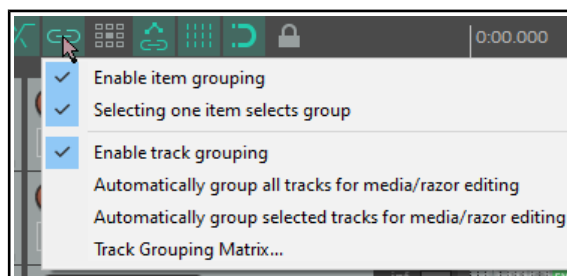 0:00.000
Enable item grouping
Selecting one item selects group
Enable track grouping
Automatically group all tracks for media/razor editing
Automatically group selected tracks for media/razor editing
Track Grouping Matrix...